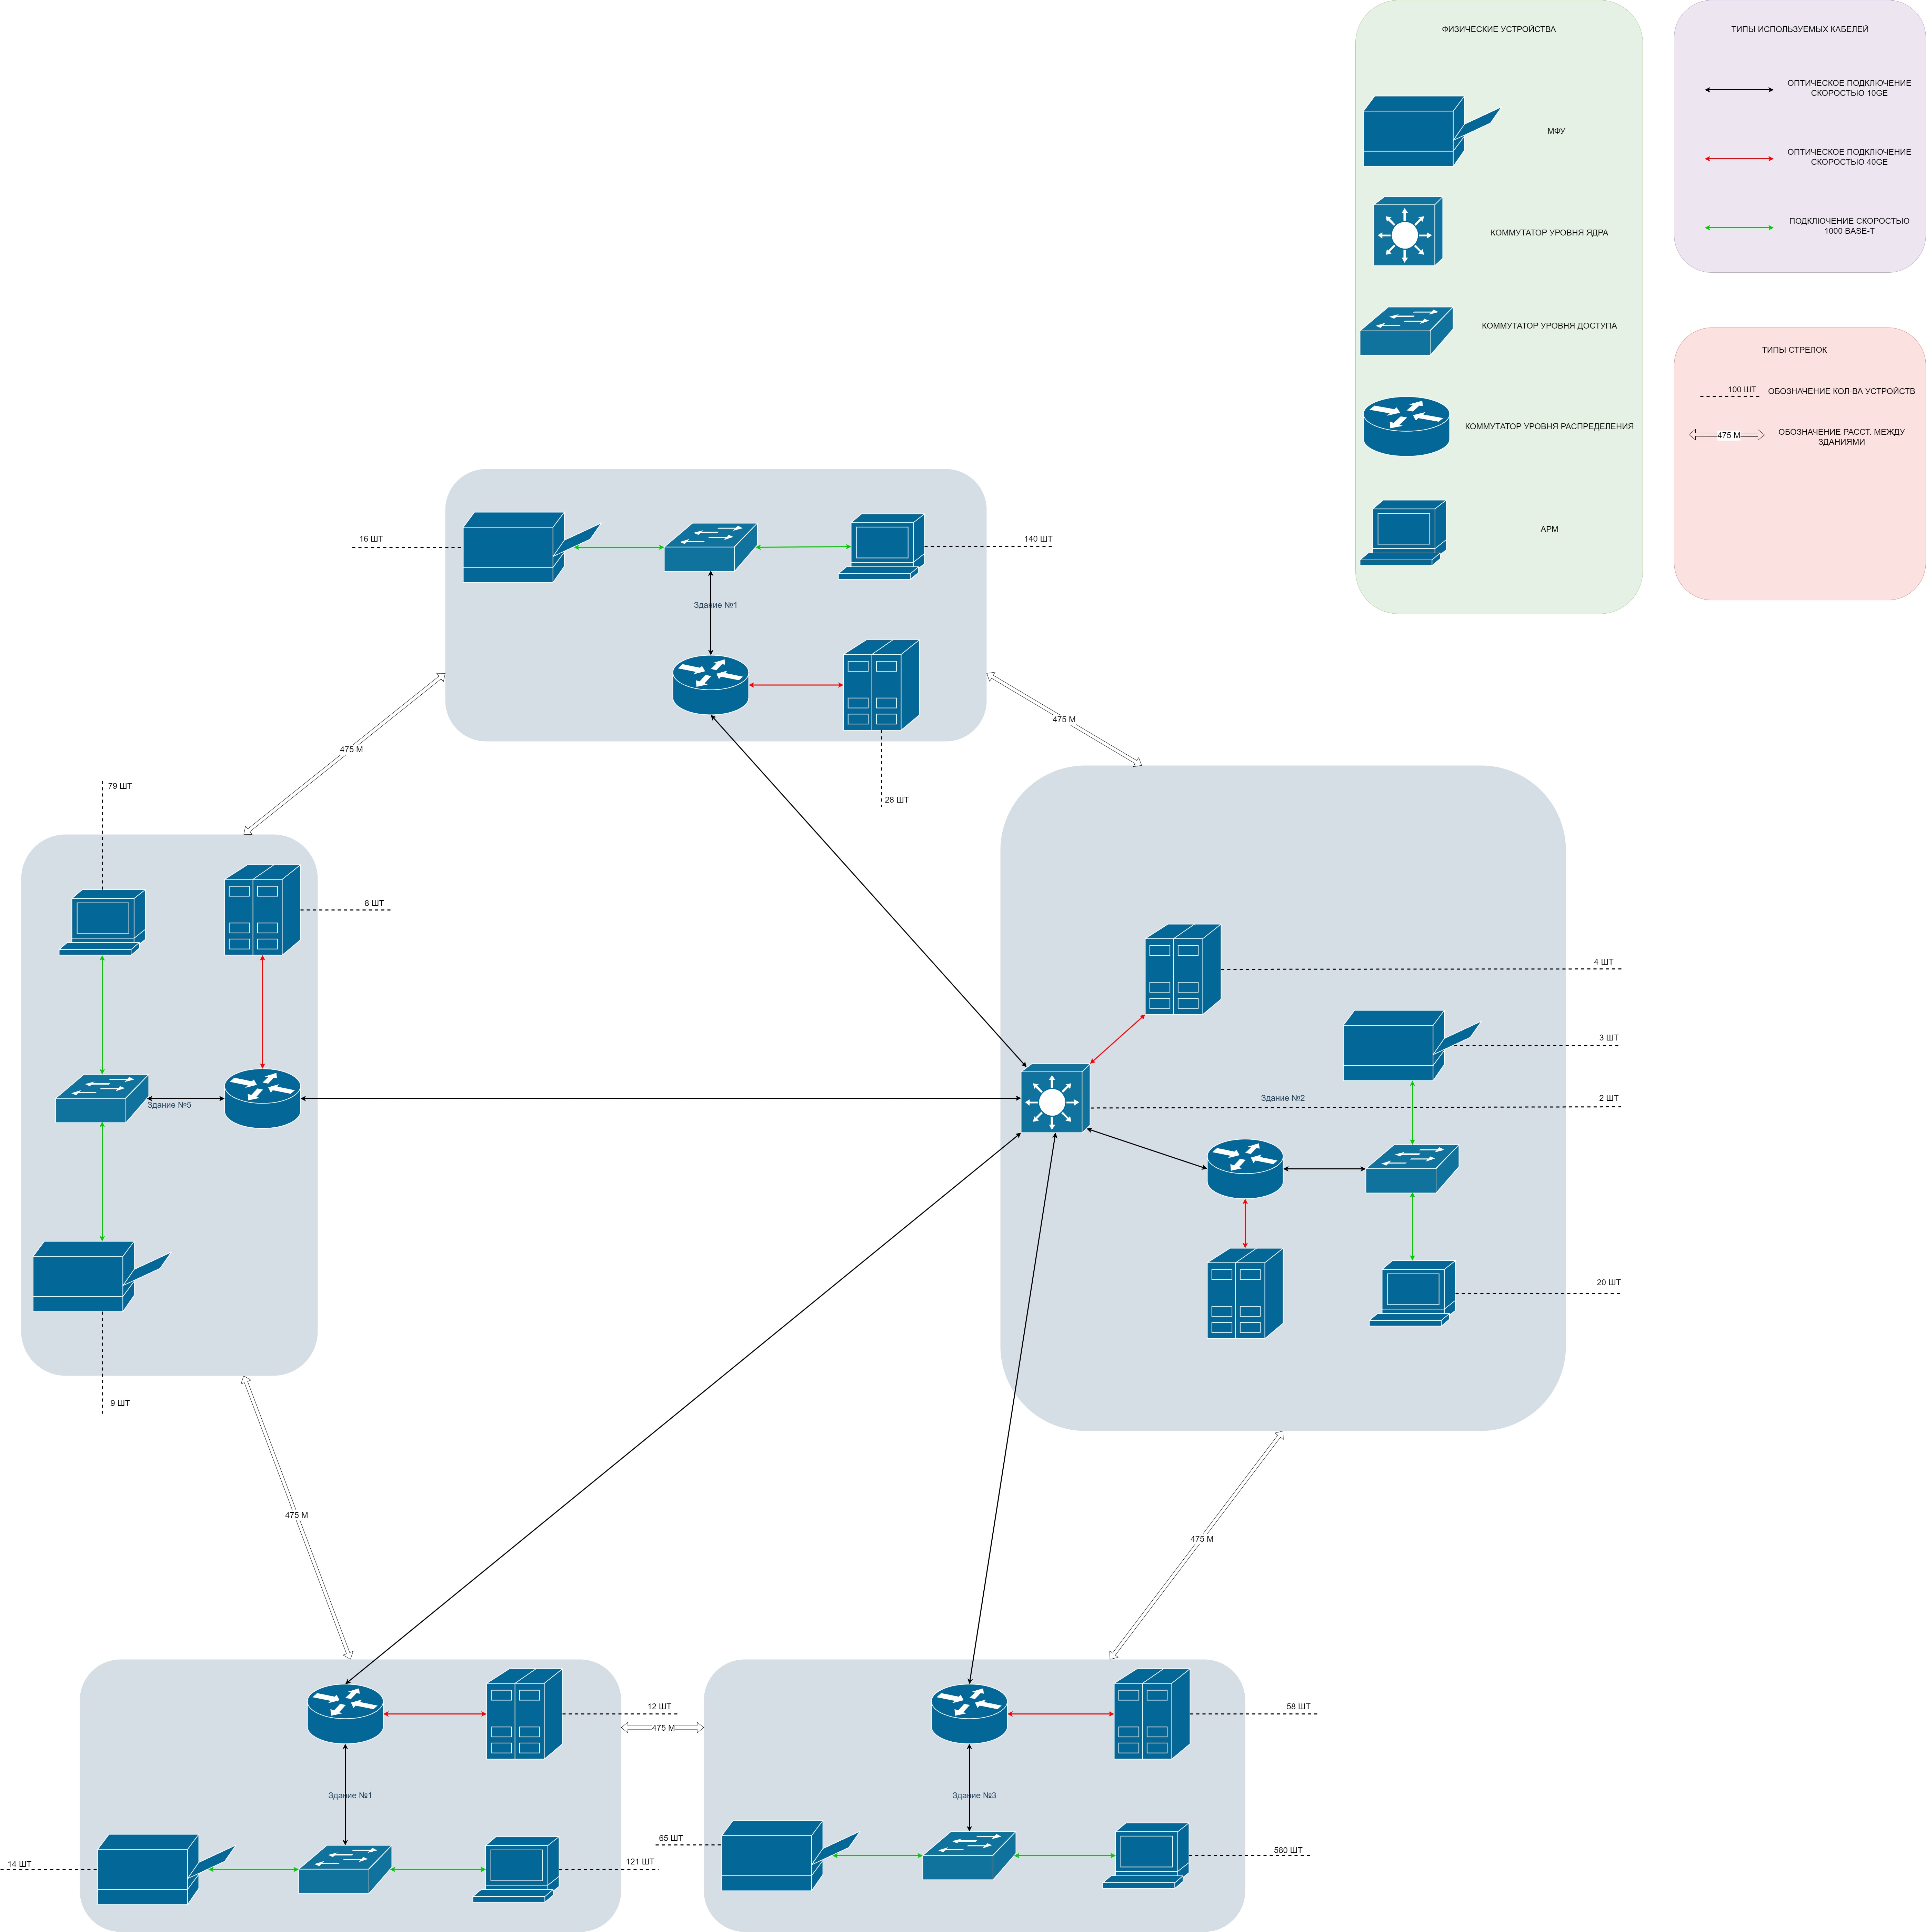 ФИЗИЧЕСКИЕ УСТРОЙСТВА
МФУ
КОММУТАТОР УРОВНЯ ЯДРА
КОММУТАТОР УРОВНЯ ДОСТУПА
КОММУТАТОР УРОВНЯ РАСПРЕДЕЛЕНИЯ
АРМ
ТИПЫ ИСПОЛЬЗУЕМЫХ КАБЕЛЕЙ
ОПТИЧЕСКОЕ ПОДКЛЮЧЕНИЕ
СКОРОСТЬЮ 10GE
ОПТИЧЕСКОЕ ПОДКЛЮЧЕНИЕ
СКОРОСТЬЮ 40GE
ПОДКЛЮЧЕНИЕ СКОРОСТЬЮ
1000 BASE-T
ТИПЫ СТРЕЛОК
100 ШТ
ОБОЗНАЧЕНИЕ КОЛ-ВА УСТРОЙСТВ
475 М
ОБОЗНАЧЕНИЕ РАССТ. МЕЖДУ
ЗДАНИЯМИ
16 ШТ
140 ШТ
Здание №1
28 ШТ
475 М
475 М
79 ШТ
8 ШТ
Здание №5
9 ШТ
4 ШТ
3 ШТ
Здание №2
2 ШТ
20 ШТ
475 М
475 М
12 ШТ
475 М
Здание №1
14 ШТ
121 ШТ
58 ШТ
Здание №3
65 ШТ
580 ШТ